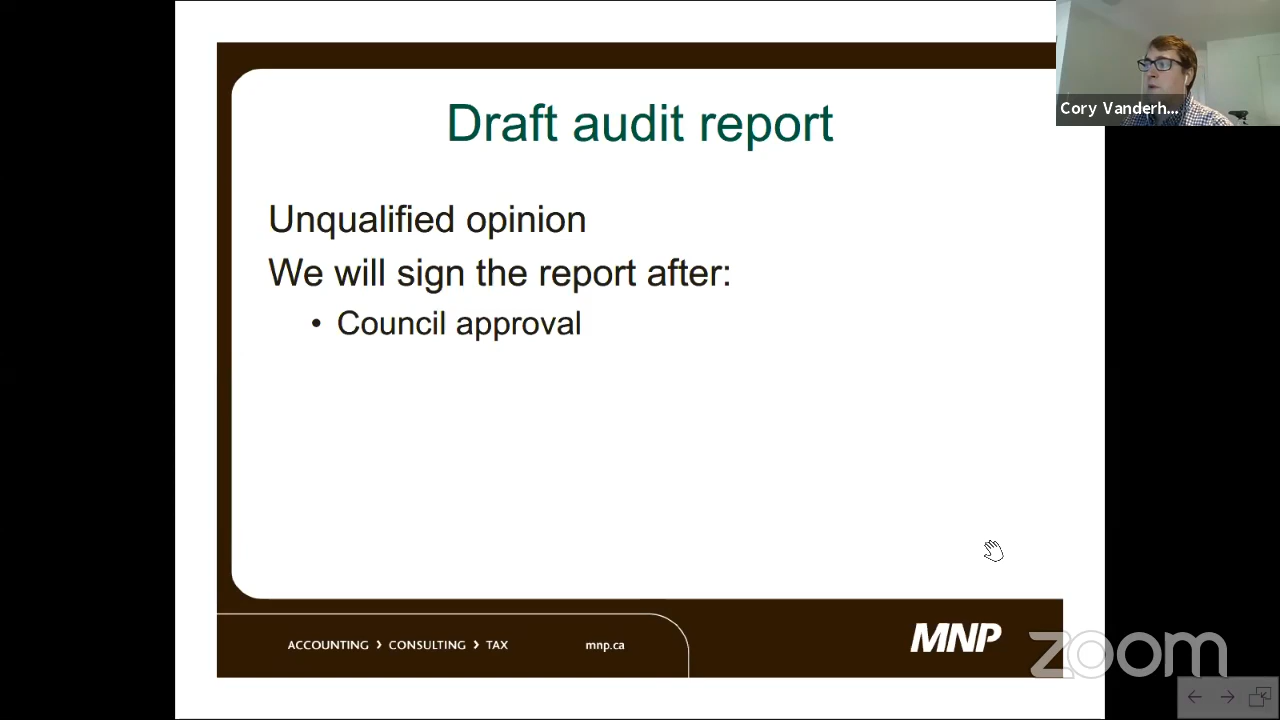 Draft audit report
Cory Vanderh...
Unqualified opinion
We will sign the report after:
• Council approval
ACCOUNTING › CONSULTING › TAX
mnp.ca
MNP
zoom